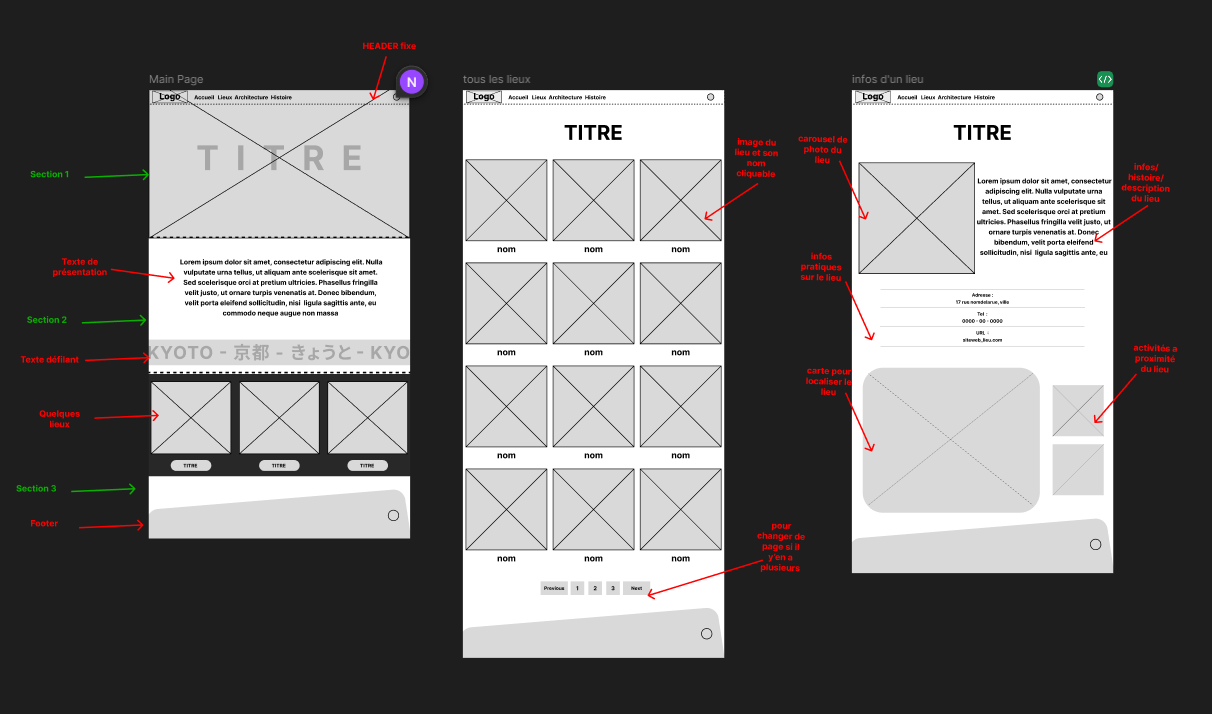 HEADER fixe
Main Page
N
Logo
Accueil Lieux Architecture Histoire
TITRE
Section 1
Texte de
présentation
Lorem ipsum dolor sit amet, consectetur adipiscing elit. Nulla
vulputate urna tellus, ut aliquam ante scelerisque sit amet.
Sed scelerisque orci at pretium ultricies. Phasellus fringilla
velit justo, ut ornare turpis venenatis at. Donec bibendum,
velit porta eleifend sollicitudin, nisi ligula sagittis ante, eu
commodo neque augue non massa
Section 2
Texte défilant
KYOTO - 京都 - きょうと - KYO
Quelques
lieux
TITRE
TITRE
TITRE
Section 3
Footer
tous les lieux
Logo
Accueil Lieux Architecture Histoire
TITRE
image du
lieu et son
nom
cliquable
nom
nom
nom
nom
nom
nom
nom
nom
nom
nom
nom
nom
pour
changer de
page si il
y'en a
plusieurs
Previous
1
2
3
Next
infos d'un lieu
</>
Logo
Accueil Lieux Architecture Histoire
TITRE
carousel de
photo du
lieu
Lorem ipsum dolor sit amet, consectetur
adipiscing elit. Nulla vulputate urna
tellus, ut aliquam ante scelerisque sit
amet. Sed scelerisque orci at pretium
ultricies. Phasellus fringilla velit justo, ut
ornare turpis venenatis at. Donec
bibendum, velit porta eleifend
sollicitudin, nisi ligula sagittis ante, eu
infes/
histoire/
description
du lieu
infos
pratiques
sur le lieu
Adresse :
17 rue nomdelarue, ville
Tel :
0000 - 00 - 0000
URL :
siteweb_lieu.com
carte pour
localiser le
lieu
activités a
proximité
du lieu